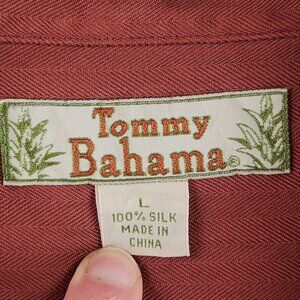 Tommy
Bahama®
L
100% SILK
MADE IN
CHINA